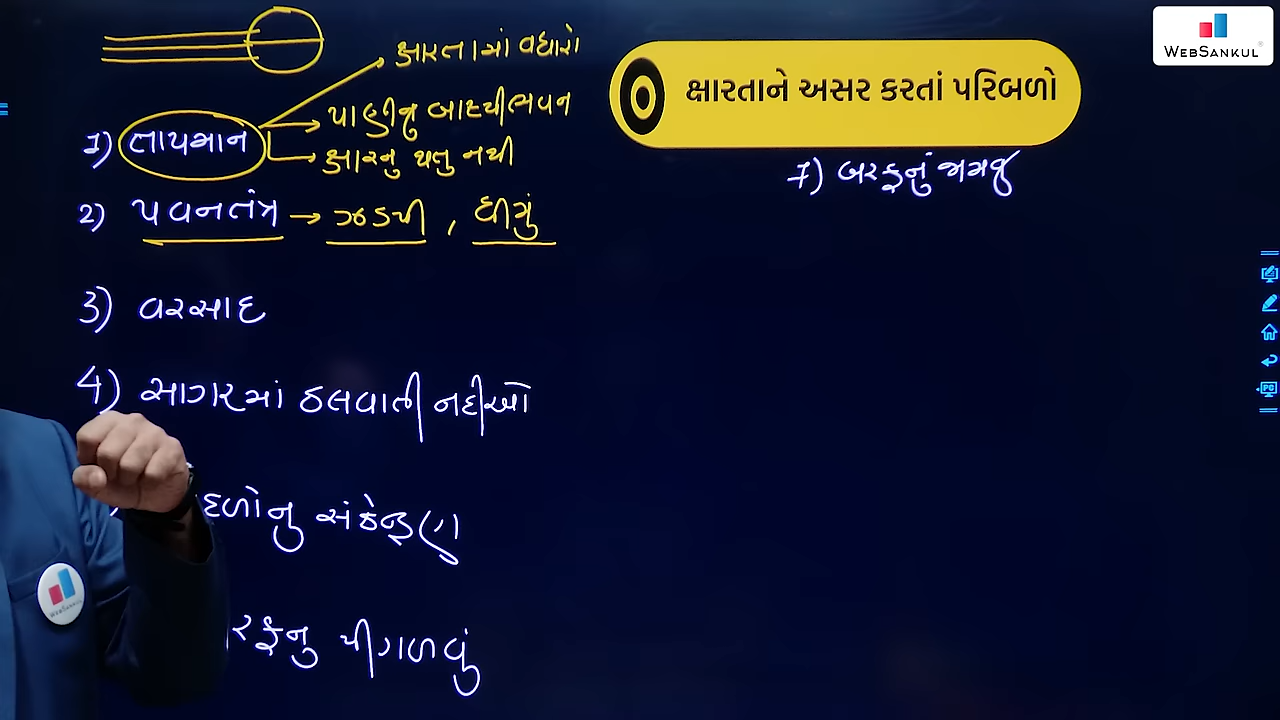 WEBSANKUL
ક્ષારતાને અસર કરતાં પરિબળો
ક્ષારતામાં વધારો
1) તાપમાન
પાણીનુ બાષ્પીભવન
ક્ષારનુ થતુ નથી
2) પવનતંત્ર → ઝડપી , ધીમું
3) વરસાદ
4) સાગરમાં ઠલવાતી નદીઓ
દળોનુ સંકેન્દ્રણ
રફનુ પીગળવું
7) બરફનું જામવું
WEBSANKUL